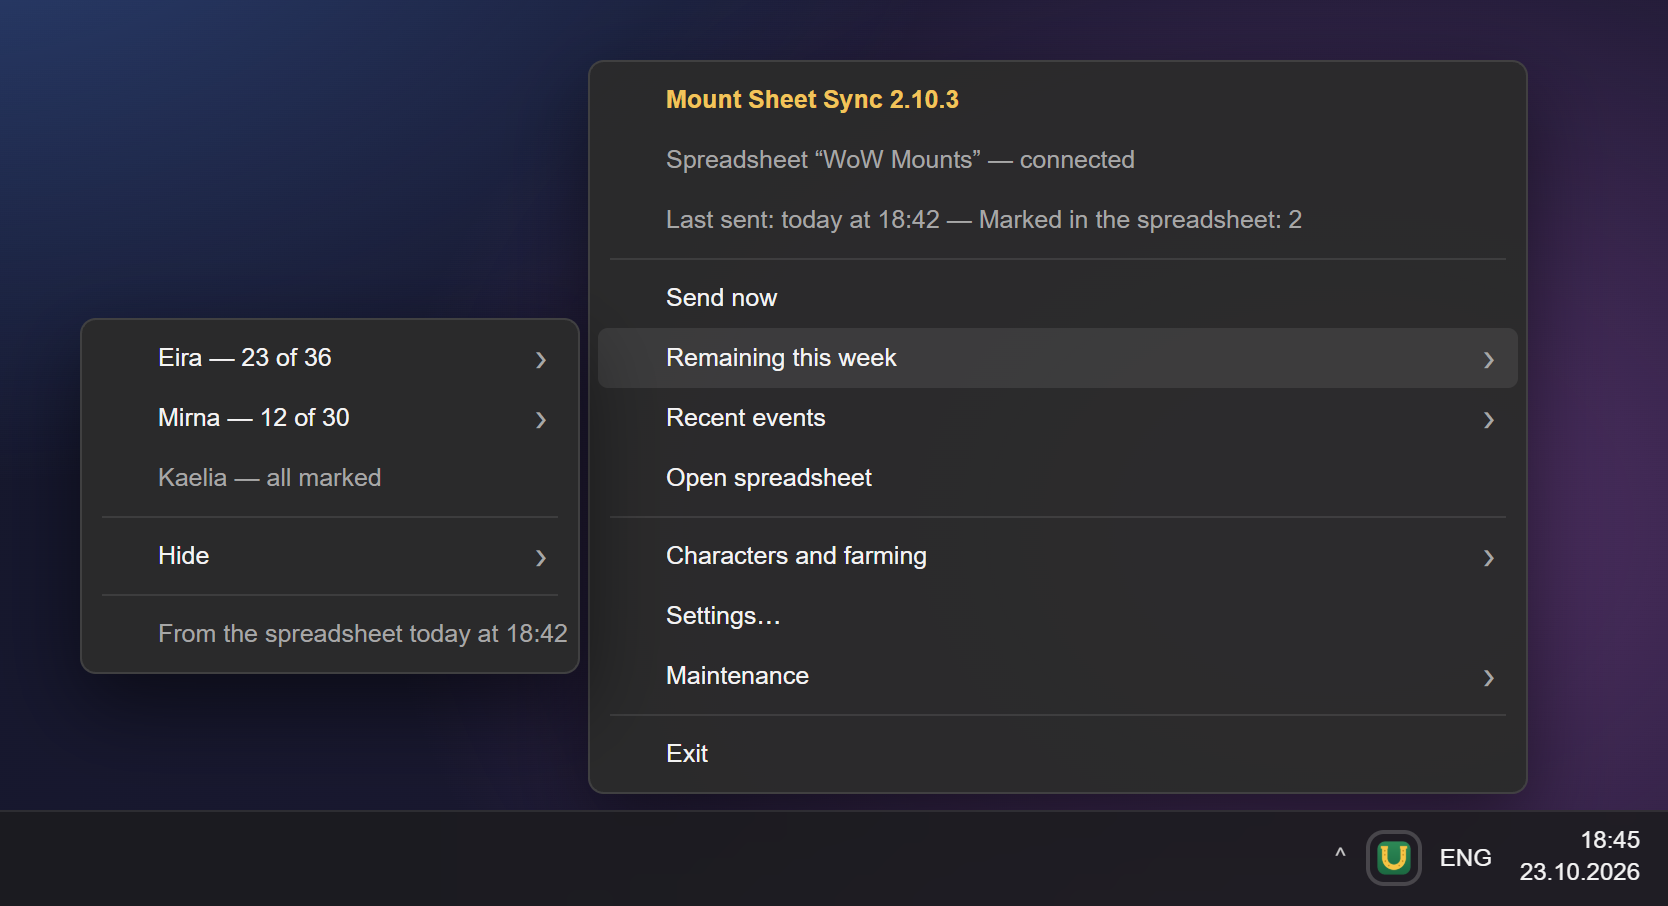 Mount Sheet Sync 2.10.3
Spreadsheet “WoW Mounts” — connected
Last sent: today at 18:42 — Marked in the spreadsheet: 2
Send now
Remaining this week
Recent events
Open spreadsheet
Characters and farming
Settings…
Maintenance
Exit
Eira — 23 of 36
Mirna — 12 of 30
Kaelia — all marked
Hide
From the spreadsheet today at 18:42
ENG
18:45
23.10.2026